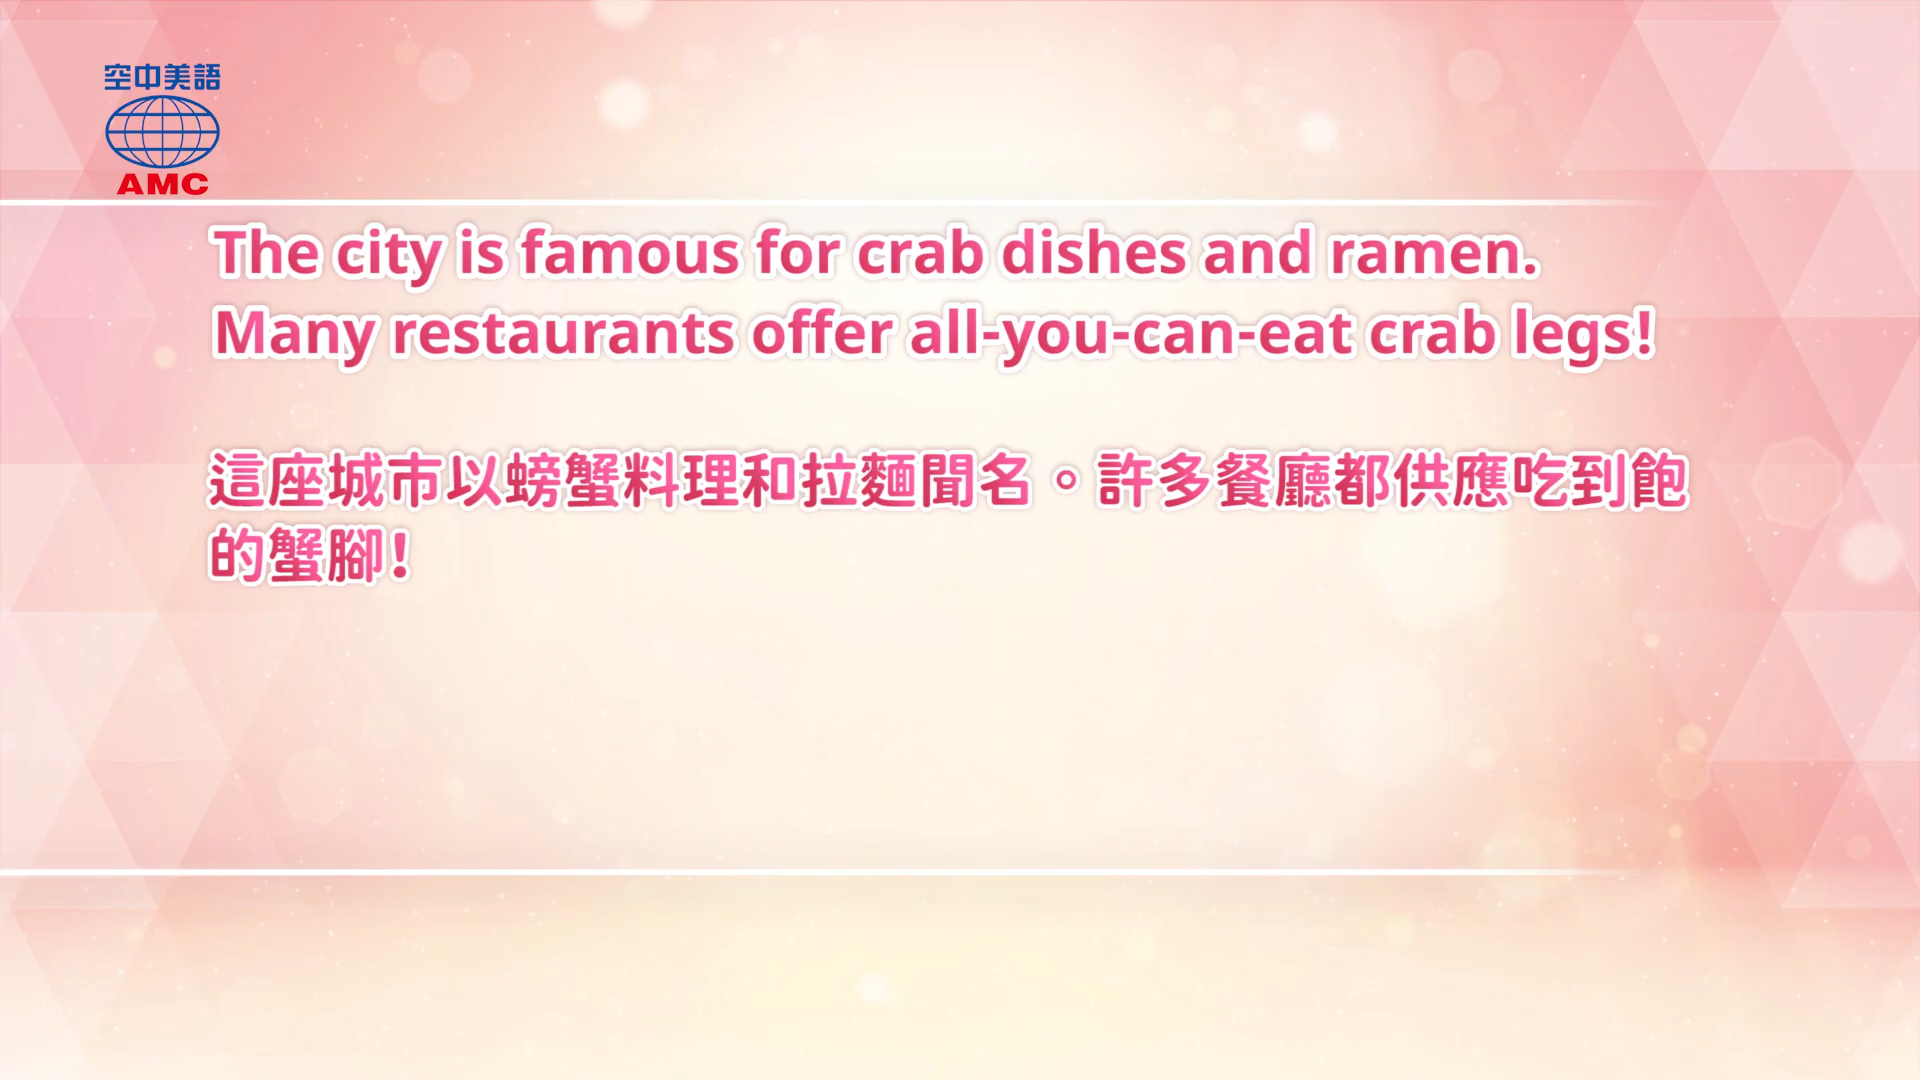 空中美語
AMC
The city is famous for crab dishes and ramen.
Many restaurants offer all-you-can-eat crab legs!
這座城市以螃蟹料理和拉麵聞名。許多餐廳都供應吃到飽
的蟹腳！